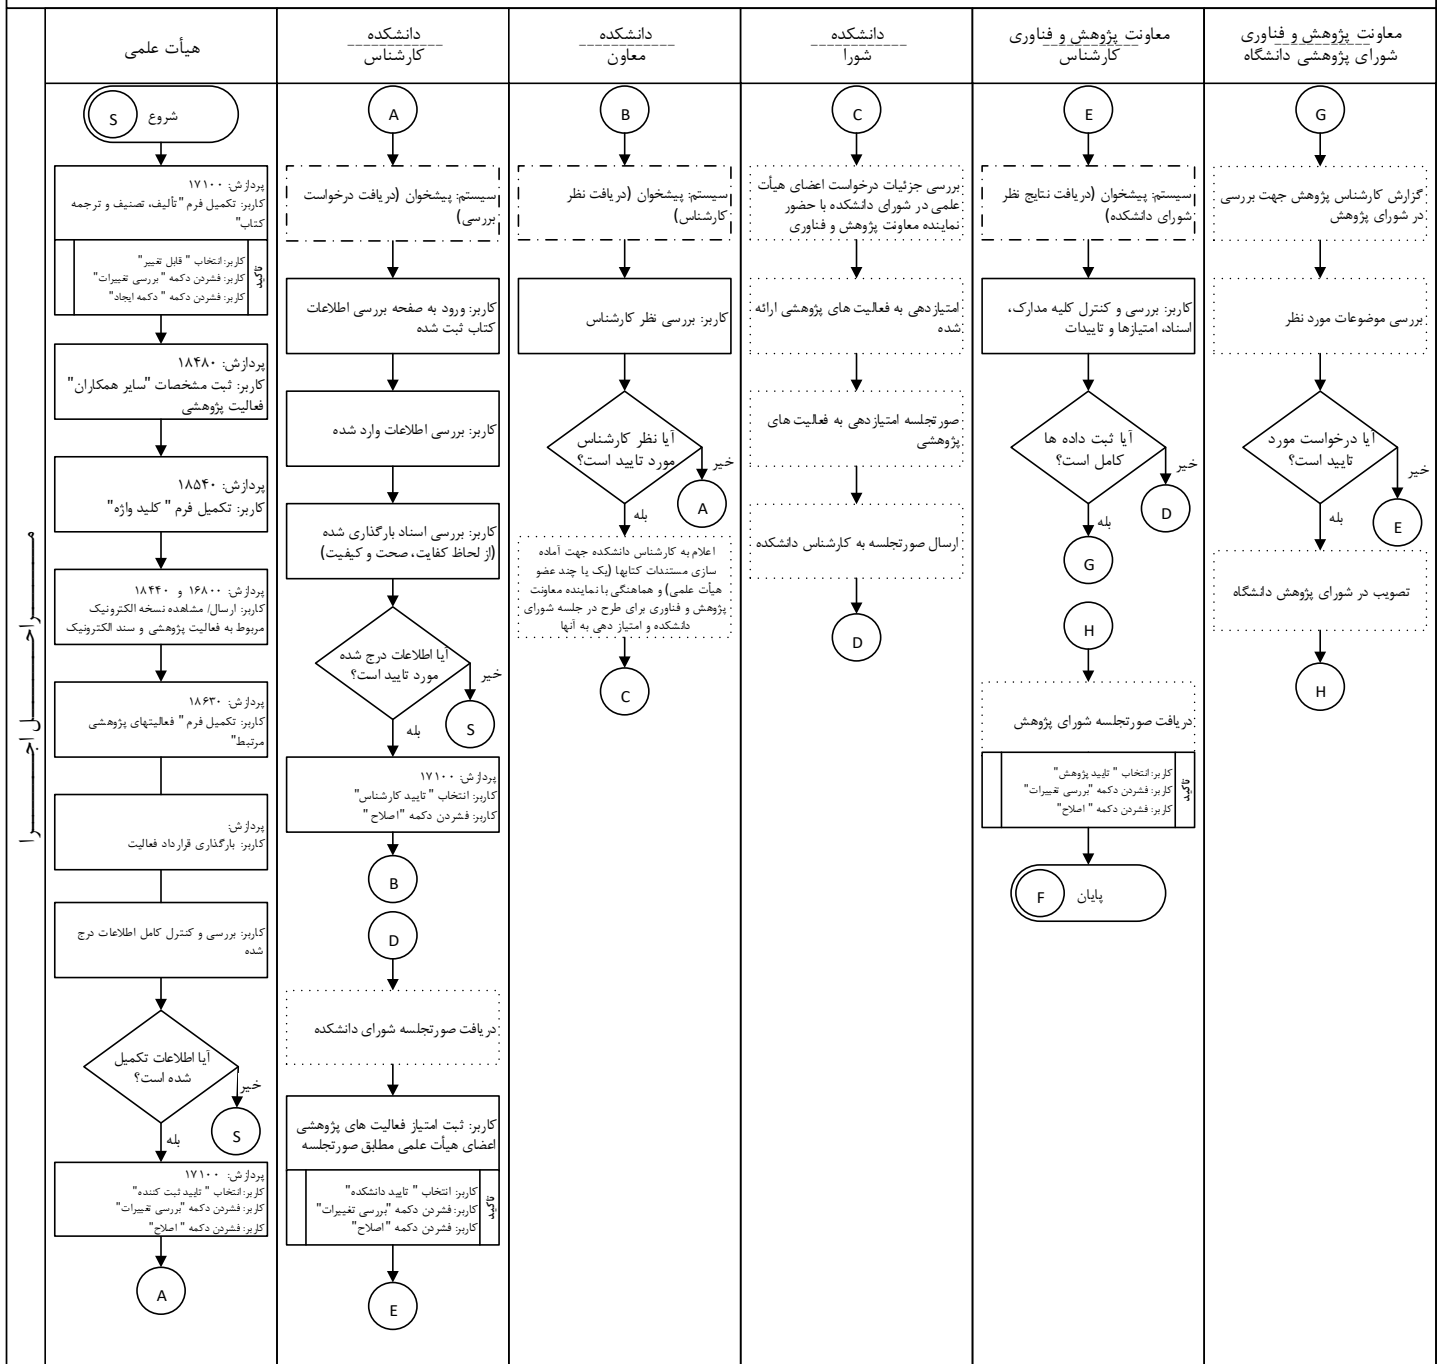 هیأت علمی
شروع
S
پردازش: ۱۷۱۰۰
کاربر: تکمیل فرم "تألیف، تصنیف و ترجمه
کتاب"
کاربر: انتخاب " قابل تغییر"
کاربر: فشردن دکمه " بررسی تغییرات"
کاربر: فشردن دکمه " دکمه ایجاد"
تاکید
پردازش: ۱۸۴۸۰
کاربر: ثبت مشخصات "سایر همکاران"
فعالیت پژوهشی
پردازش: ۱۸۵۴۰
کاربر: تکمیل فرم " کلید واژه"
پردازش: ۱۶۸۰۰ و ۱۸۴۴۰
کاربر: ارسال/ مشاهده نسخه الکترونیک
مربوط به فعالیت پژوهشی و سند الکترونیک
پردازش: ۱۸۶۳۰
کاربر: تکمیل فرم " فعالیتهای پژوهشی
مرتبط"
پردازش:
کاربر: بارگذاری قرارداد فعالیت
کاربر: بررسی و کنترل کامل اطلاعات درج
شده
آیا اطلاعات تکمیل
شده است؟
خیر
S
بله
پردازش: ۱۷۱۰۰
کاربر: انتخاب " تایید ثبت کننده"
کاربر: فشردن دکمه "بررسی تغییرات"
کاربر: فشردن دکمه " اصلاح"
A
دانشکده
کارشناس
A
سیستم: پیشخوان (دریافت درخواست
بررسی)
کاربر: ورود به صفحه بررسی اطلاعات
کتاب ثبت شده
کاربر: بررسی اطلاعات وارد شده
کاربر: بررسی اسناد بارگذاری شده
(از لحاظ کفایت، صحت و کیفیت)
آیا اطلاعات درج شده
مورد تایید است؟
خیر
S
بله
پردازش: ۱۷۱۰۰
کاربر: انتخاب " تایید کارشناس"
کاربر: فشردن دکمه "اصلاح "
B
D
دریافت صورتجلسه شورای دانشکده
کاربر: ثبت امتیاز فعالیت های پژوهشی
اعضای هیأت علمی مطابق صورتجلسه
کاربر: انتخاب " تایید دانشکده"
کاربر: فشردن دکمه "بررسی تغییرات"
کاربر: فشردن دکمه "اصلاح"
تاکید
E
دانشکده
معاون
B
سیستم: پیشخوان (دریافت نظر
کارشناس)
کاربر: بررسی نظر کارشناس
آیا نظر کارشناس
مورد تایید است؟
خیر
A
بله
اعلام به کارشناس دانشکده جهت آماده
سازی مستندات کتابها (یک یا چند عضو
هیأت علمی) و هماهنگی با نماینده معاونت
پژوهش و فناوری برای طرح در جلسه شورای
دانشکده و امتیاز دهی به آنها
C
دانشکده
شورا
C
بررسی جزئیات درخواست اعضای هیأت
علمی در شورای دانشکده با حضور
نماینده معاونت پژوهش و فناوری
امتیازدهی به فعالیت های پژوهشی ارائه
شده
صورتجلسه امتیازدهی به فعالیت های
پژوهشی
ارسال صورتجلسه به کارشناس دانشکده
D
معاونت پژوهش و فناوری
کارشناس
E
سیستم: پیشخوان (دریافت نتایج نظر
شورای دانشکده)
کاربر: بررسی و کنترل کلیه مدارک،
اسناد، امتیازها و تاییدات
آیا ثبت داده ها
کامل است؟
خیر
D
بله
G
H
دریافت صورتجلسه شورای پژوهش
کاربر: انتخاب " تایید پژوهش"
کاربر: فشردن دکمه "بررسی تغییرات"
کاربر: فشردن دکمه " اصلاح"
تاکید
پایان
F
معاونت پژوهش و فناوری
شورای پژوهشی دانشگاه
G
گزارش کارشناس پژوهش جهت بررسی
در شورای پژوهش
بررسی موضوعات مورد نظر
آیا درخواست مورد
تایید است؟
خیر
E
بله
تصویب در شورای پژوهش دانشگاه
H
مـــراحـــل اجـــرا